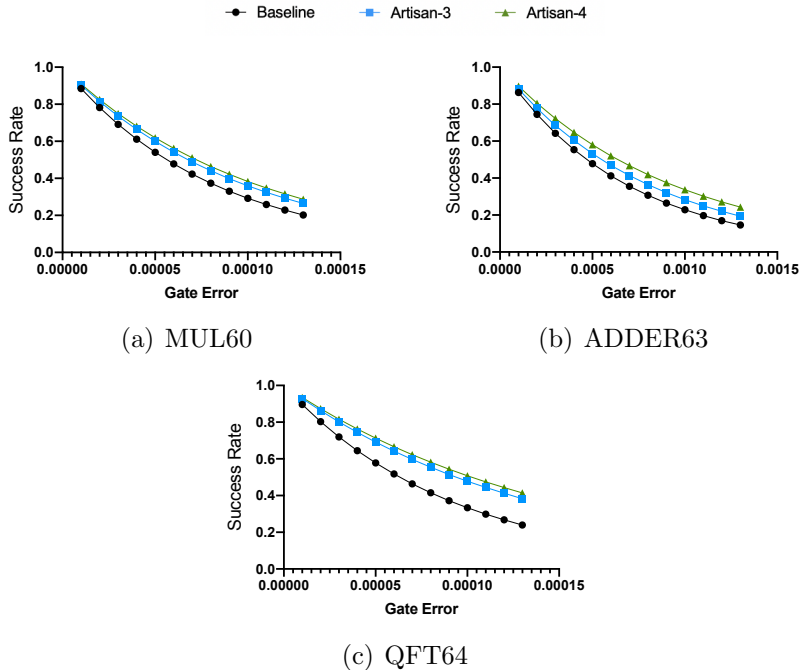 Baseline Artisan-3 Artisan-4
Success Rate
1.0
0.8
0.6
0.4
0.2
0.0
0.00000 0.00005 0.00010 0.00015
Gate Error
(a) MUL60
Success Rate
1.0
0.8
0.6
0.4
0.2
0.0
0.0000 0.0005 0.0010 0.0015
Gate Error
(b) ADDER63
Success Rate
1.0
0.8
0.6
0.4
0.2
0.0
0.00000 0.00005 0.00010 0.00015
Gate Error
(c) QFT64